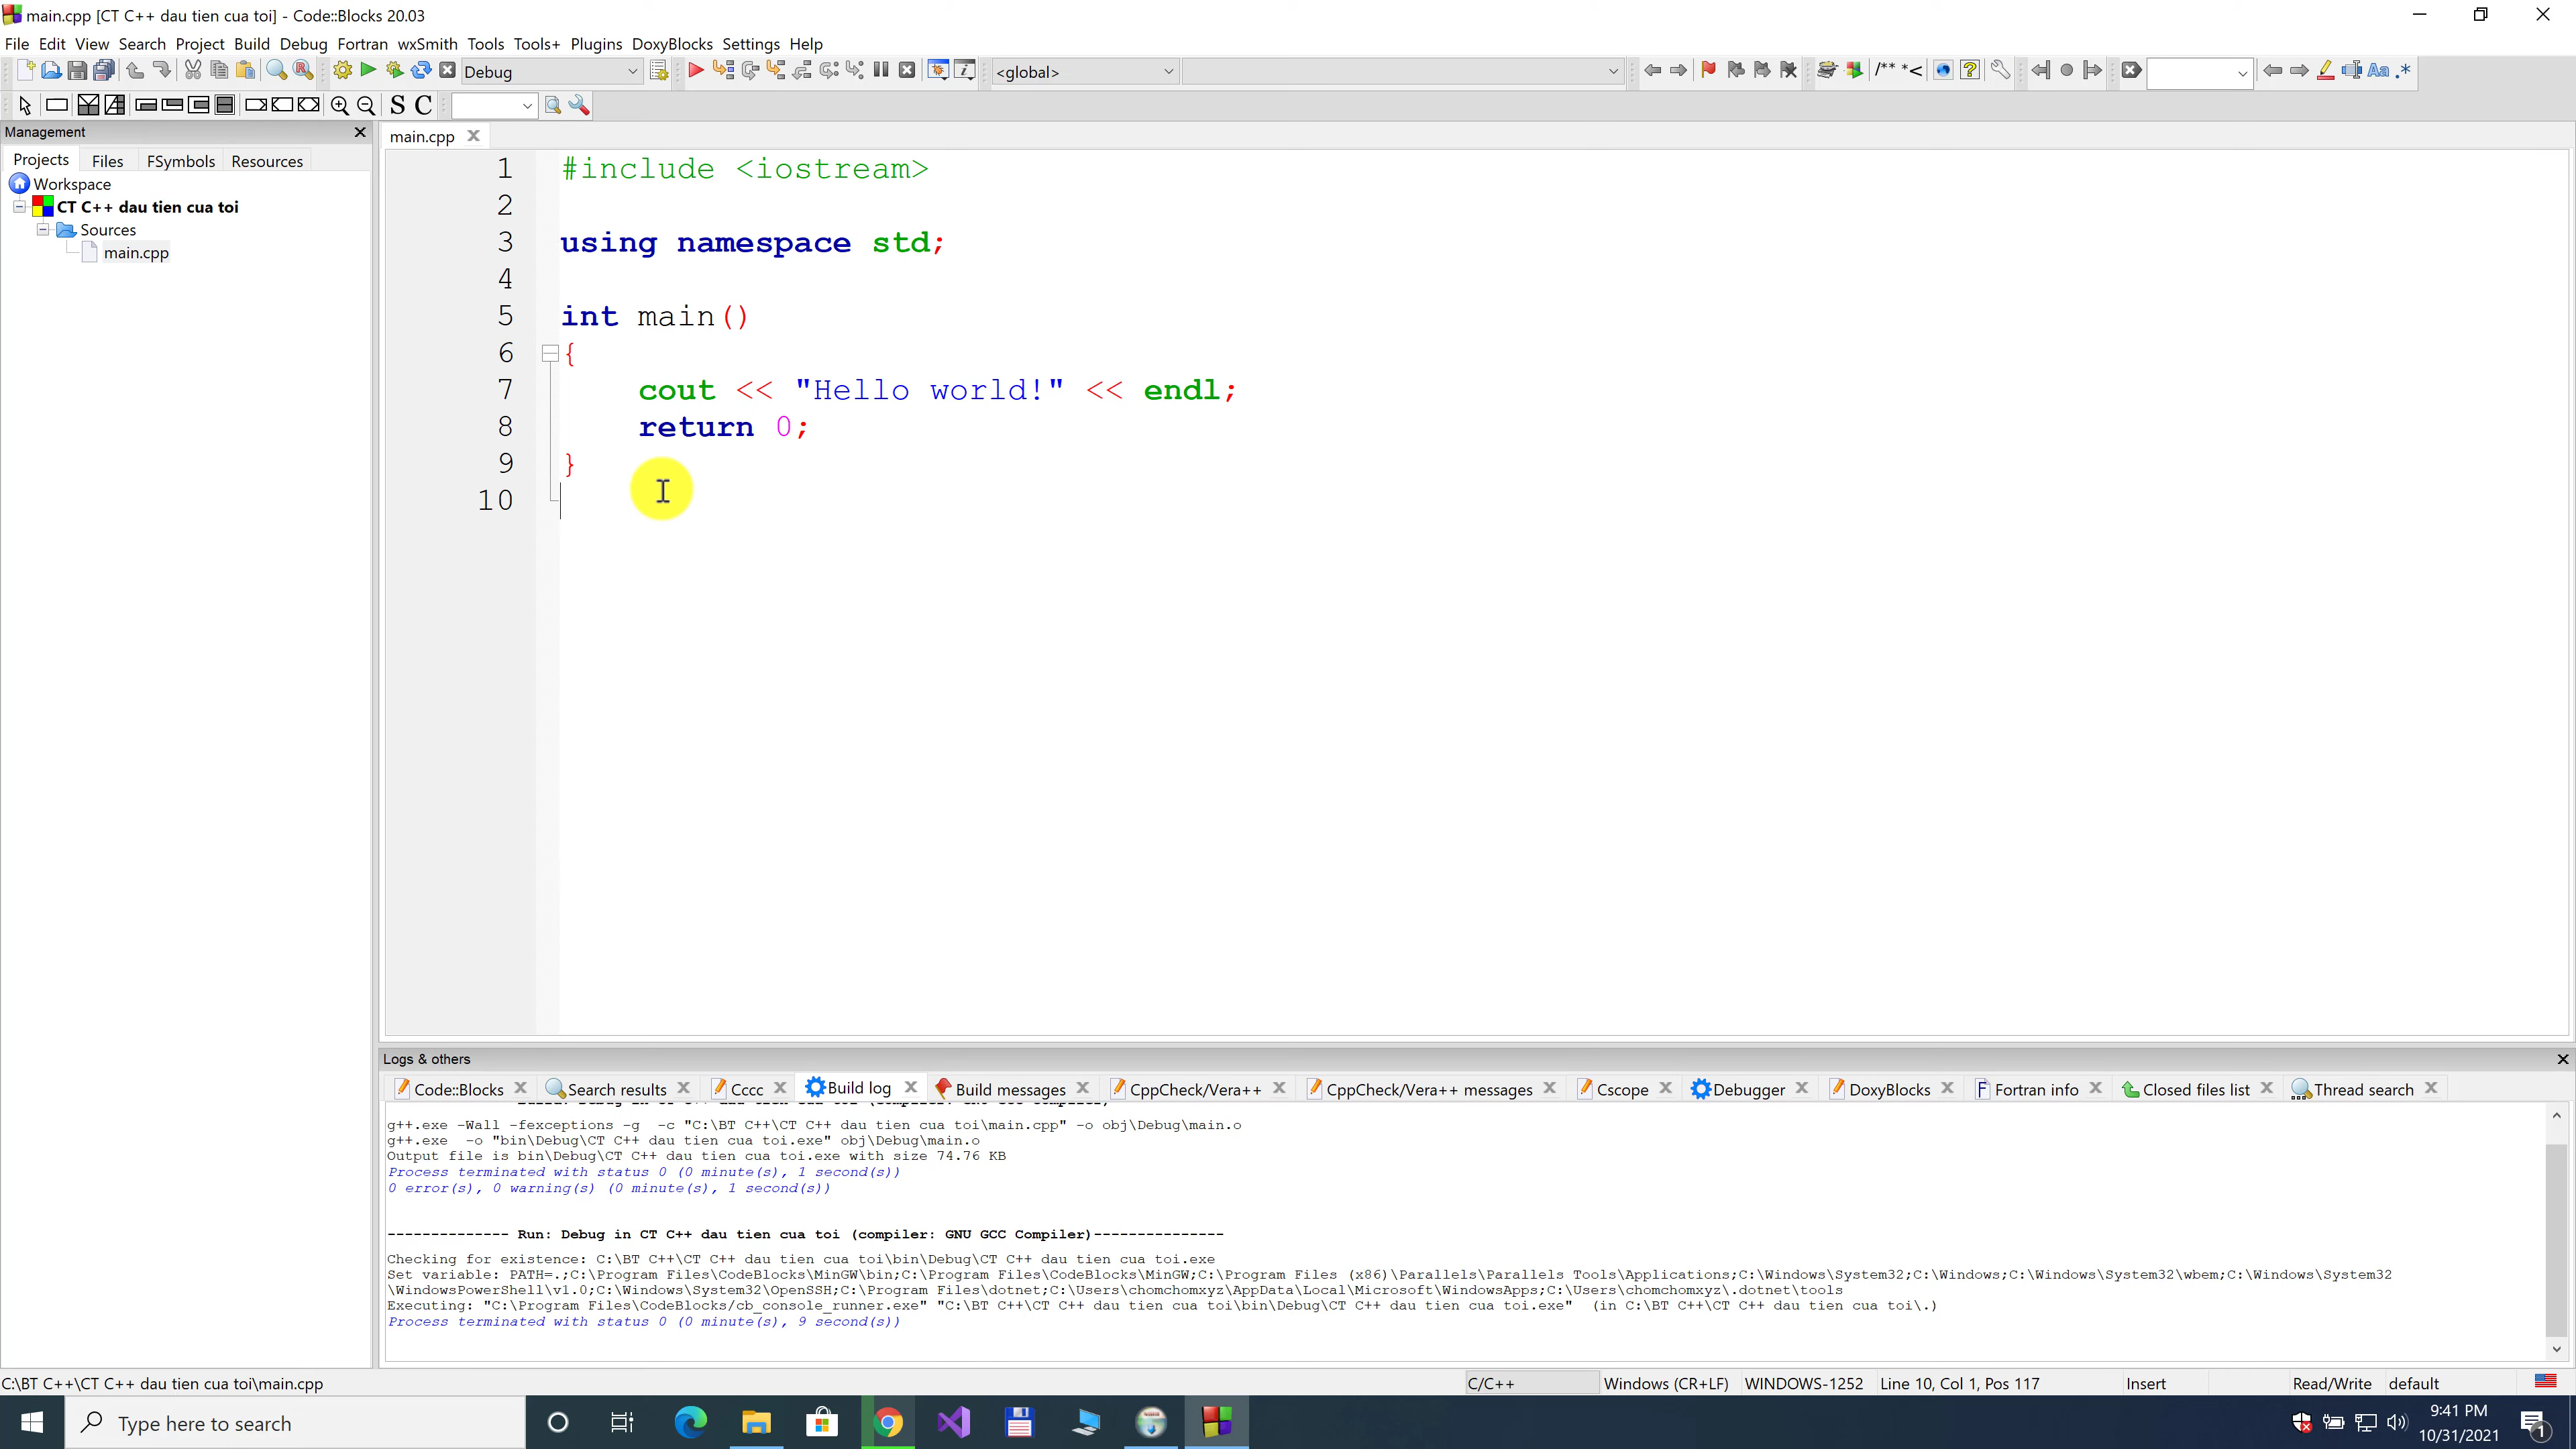 main.cpp [CT C++ dau tien cua toi] - Code::Blocks 20.03
File Edit View Search Project Build Debug Fortran wxSmith Tools Tools+ Plugins DoxyBlocks Settings Help
Debug
<global>
/** *<
Aa .*
S C
Management
main.cpp
Projects Files FSymbols Resources
Workspace
CT C++ dau tien cua toi
Sources
main.cpp
1 #include <iostream>
2
3 using namespace std;
4
5 int main()
6 {
7 cout << "Hello world!" << endl;
8 return 0;
9 }
10
Logs & others
Code::Blocks Search results Cccc Build log Build messages CppCheck/Vera++ CppCheck/Vera++ messages Cscope Debugger DoxyBlocks Fortran info Closed files list Thread search
g++.exe -Wall -fexceptions -g  -c "C:\BT C++\CT C++ dau tien cua toi\main.cpp" -o obj\Debug\main.o
g++.exe  -o "bin\Debug\CT C++ dau tien cua toi.exe" obj\Debug\main.o
Output file is bin\Debug\CT C++ dau tien cua toi.exe with size 74.76 KB
Process terminated with status 0 (0 minute(s), 1 second(s))
0 error(s), 0 warning(s) (0 minute(s), 1 second(s))
-------------- Run: Debug in CT C++ dau tien cua toi (compiler: GNU GCC Compiler)---------------
Checking for existence: C:\BT C++\CT C++ dau tien cua toi\bin\Debug\CT C++ dau tien cua toi.exe
Set variable: PATH=.;C:\Program Files\CodeBlocks\MinGW\bin;C:\Program Files\CodeBlocks\MinGW;C:\Program Files (x86)\Parallels\Parallels Tools\Applications;C:\Windows\System32;C:\Windows;C:\Windows\System32\wbem;C:\Windows\System32
\WindowsPowerShell\v1.0;C:\Windows\System32\OpenSSH;C:\Program Files\dotnet;C:\Users\chomchomxyz\AppData\Local\Microsoft\WindowsApps;C:\Users\chomchomxyz\.dotnet\tools
Executing: "C:\Program Files\CodeBlocks/cb_console_runner.exe" "C:\BT C++\CT C++ dau tien cua toi\bin\Debug\CT C++ dau tien cua toi.exe"  (in C:\BT C++\CT C++ dau tien cua toi\.)
Process terminated with status 0 (0 minute(s), 9 second(s))
C:\BT C++\CT C++ dau tien cua toi\main.cpp C/C++ Windows (CR+LF) WINDOWS-1252 Line 10, Col 1, Pos 117 Insert Read/Write default
Type here to search
9:41 PM
10/31/2021
1